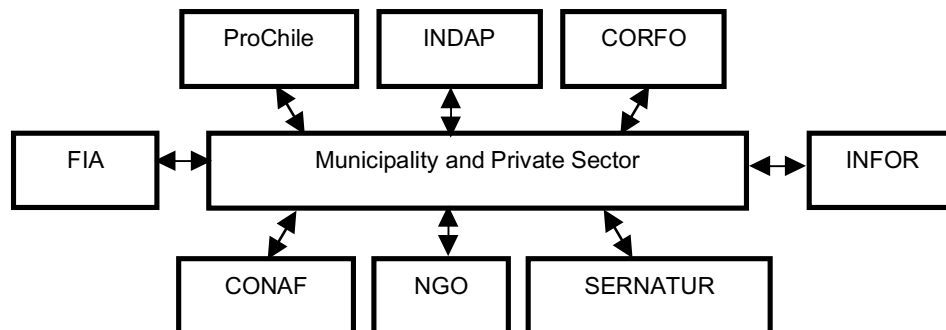 ProChile
INDAP
CORFO
FIA
Municipality and Private Sector
INFOR
CONAF
NGO
SERNATUR